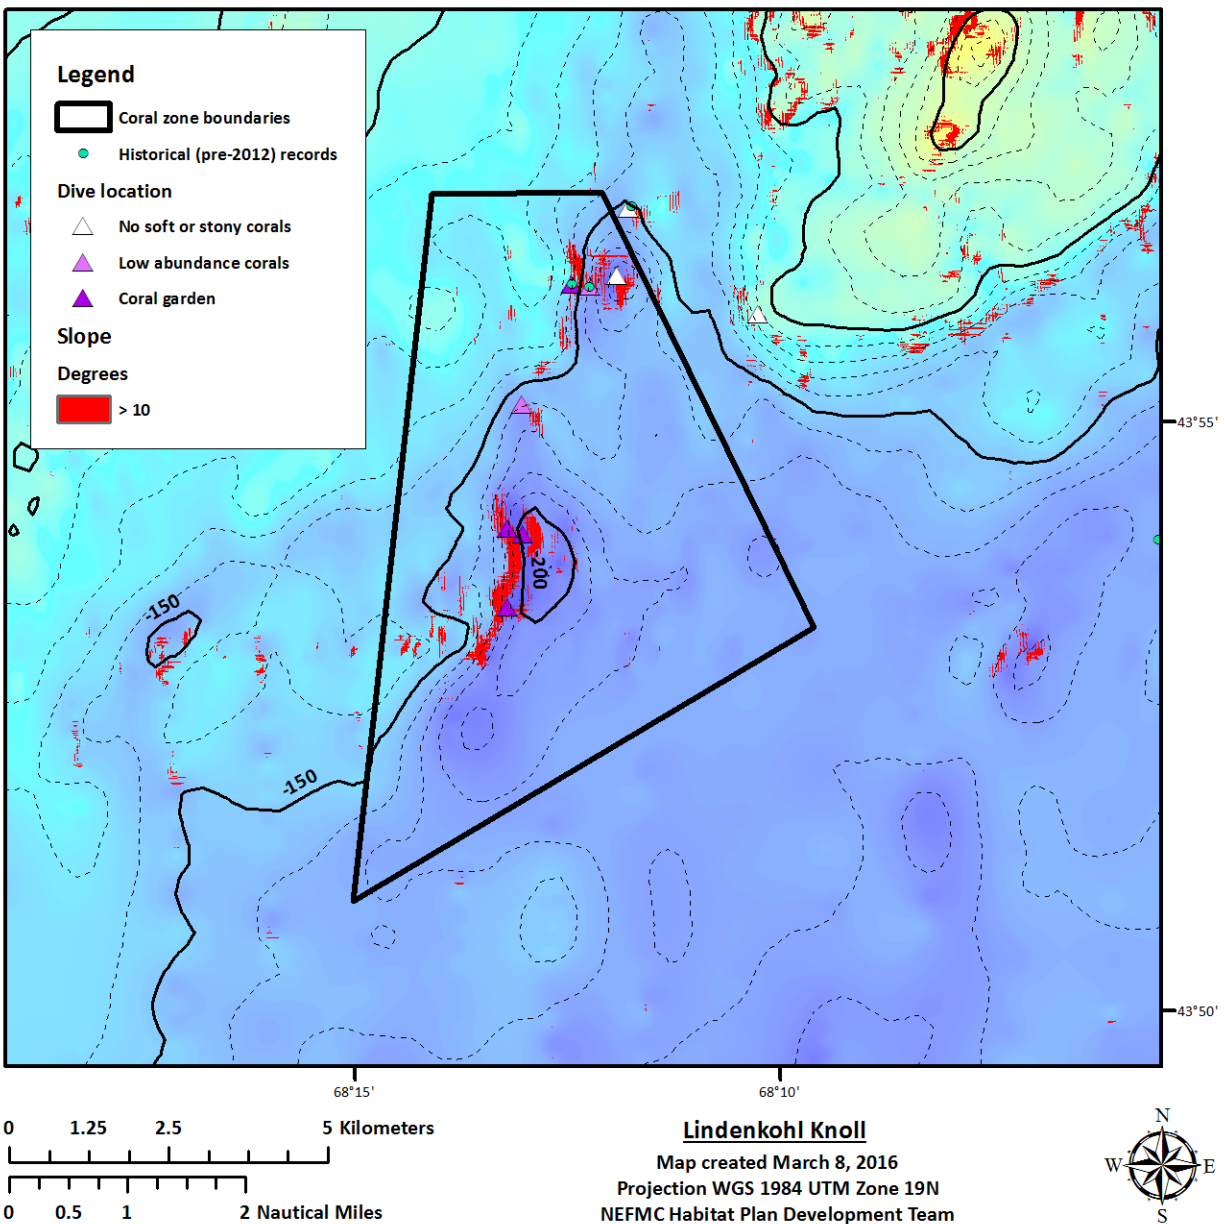 Legend
Coral zone boundaries
Historical (pre-2012) records
Dive location
No soft or stony corals
Low abundance corals
Coral garden
Slope
Degrees
> 10
43°55'
-200
-150
-150
43°50'
68°15'
68°10'
0 1.25 2.5 5 Kilometers
0 0.5 1 2 Nautical Miles
Lindenkohl Knoll
Map created March 8, 2016
Projection WGS 1984 UTM Zone 19N
NEFMC Habitat Plan Development Team
N
W E
S